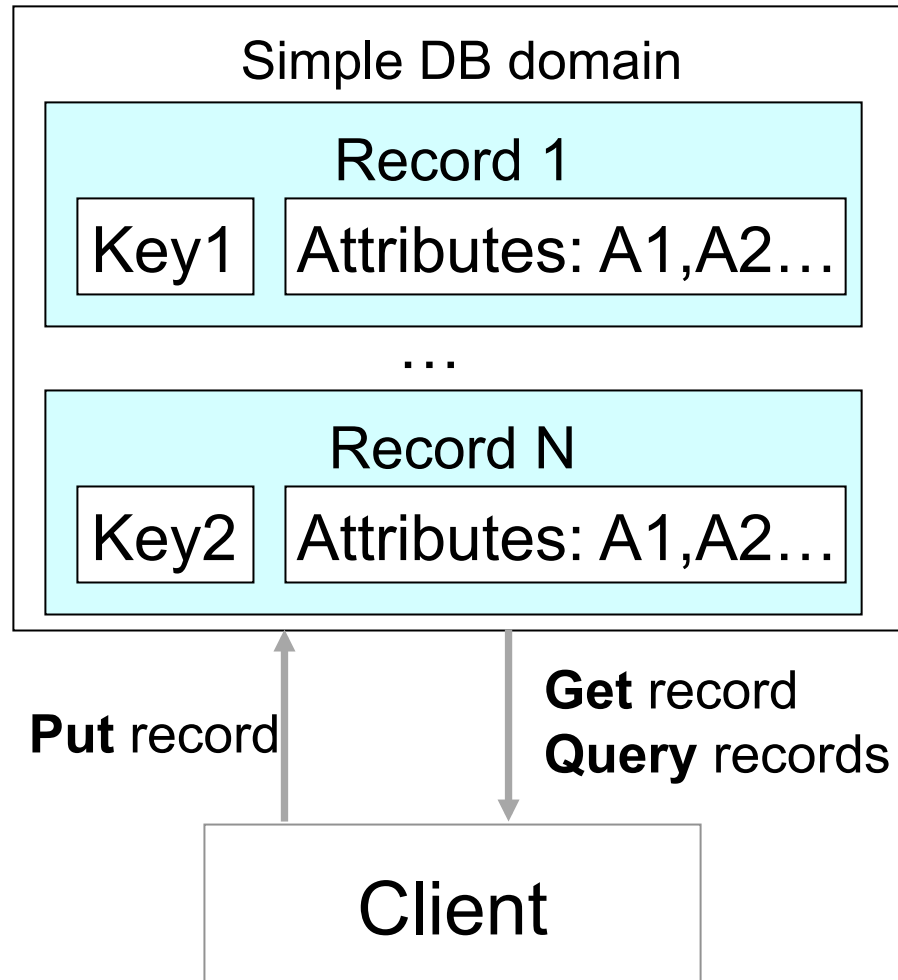 Simple DB domain
Record 1
Key1 Attributes: A1,A2…
…
Record N
Key2 Attributes: A1,A2…
Put record
Get record
Query records
Client